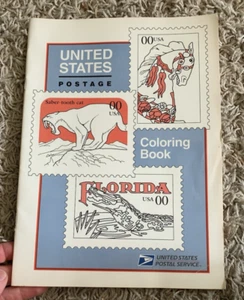 UNITED
STATES
POSTAGE
00 USA
Saber-tooth cat
00
USA
Coloring
Book
FLORIDA
USA 00
UNITED STATES
POSTAL SERVICE